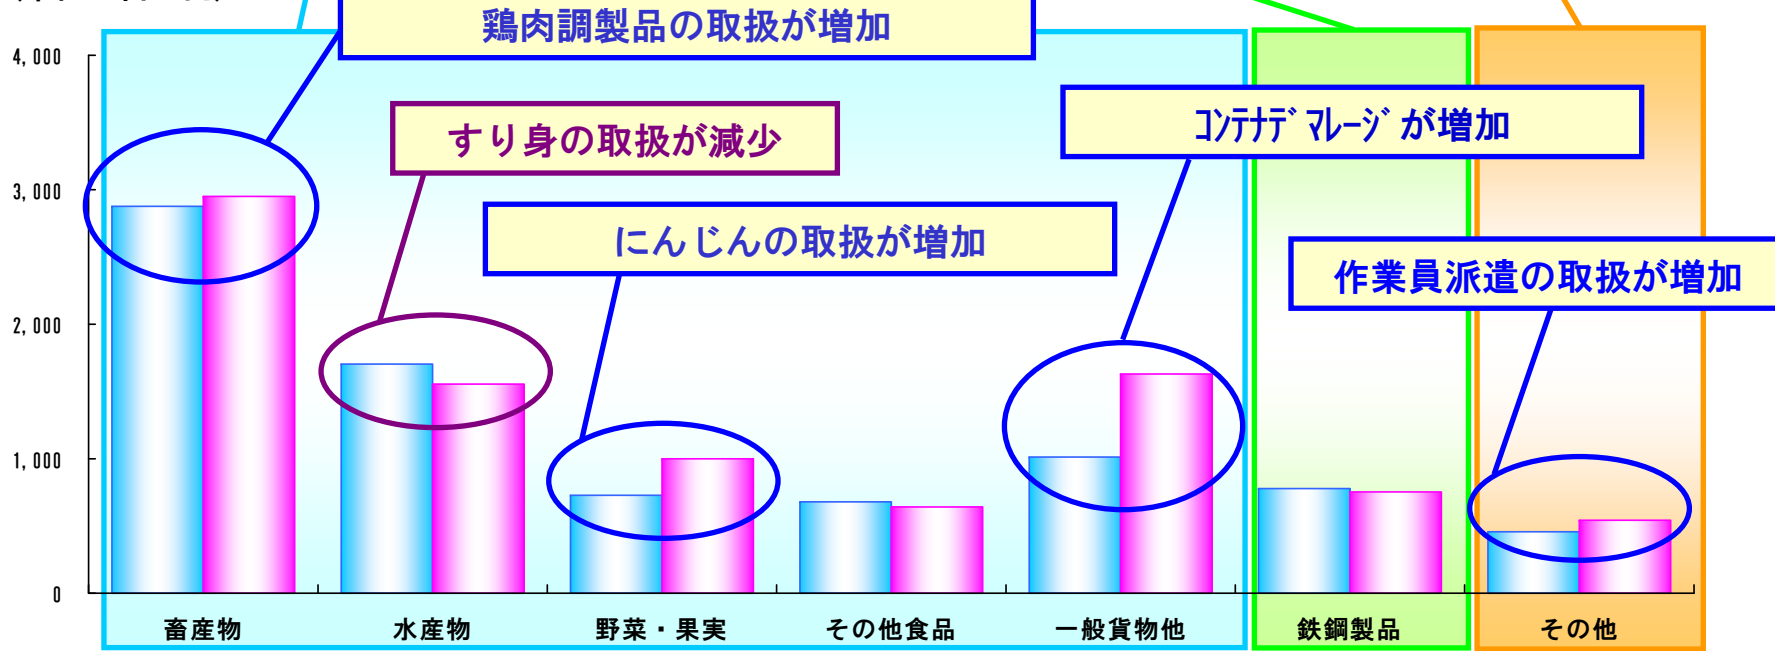 鶏肉調製品の取扱が増加
4,000
コンテナデマレージが増加
すり身の取扱が減少
3,000
にんじんの取扱が増加
作業員派遣の取扱が増加
2,000
1,000
0
畜産物 水産物 野菜・果実 その他食品 一般貨物他 鉄鋼製品 その他